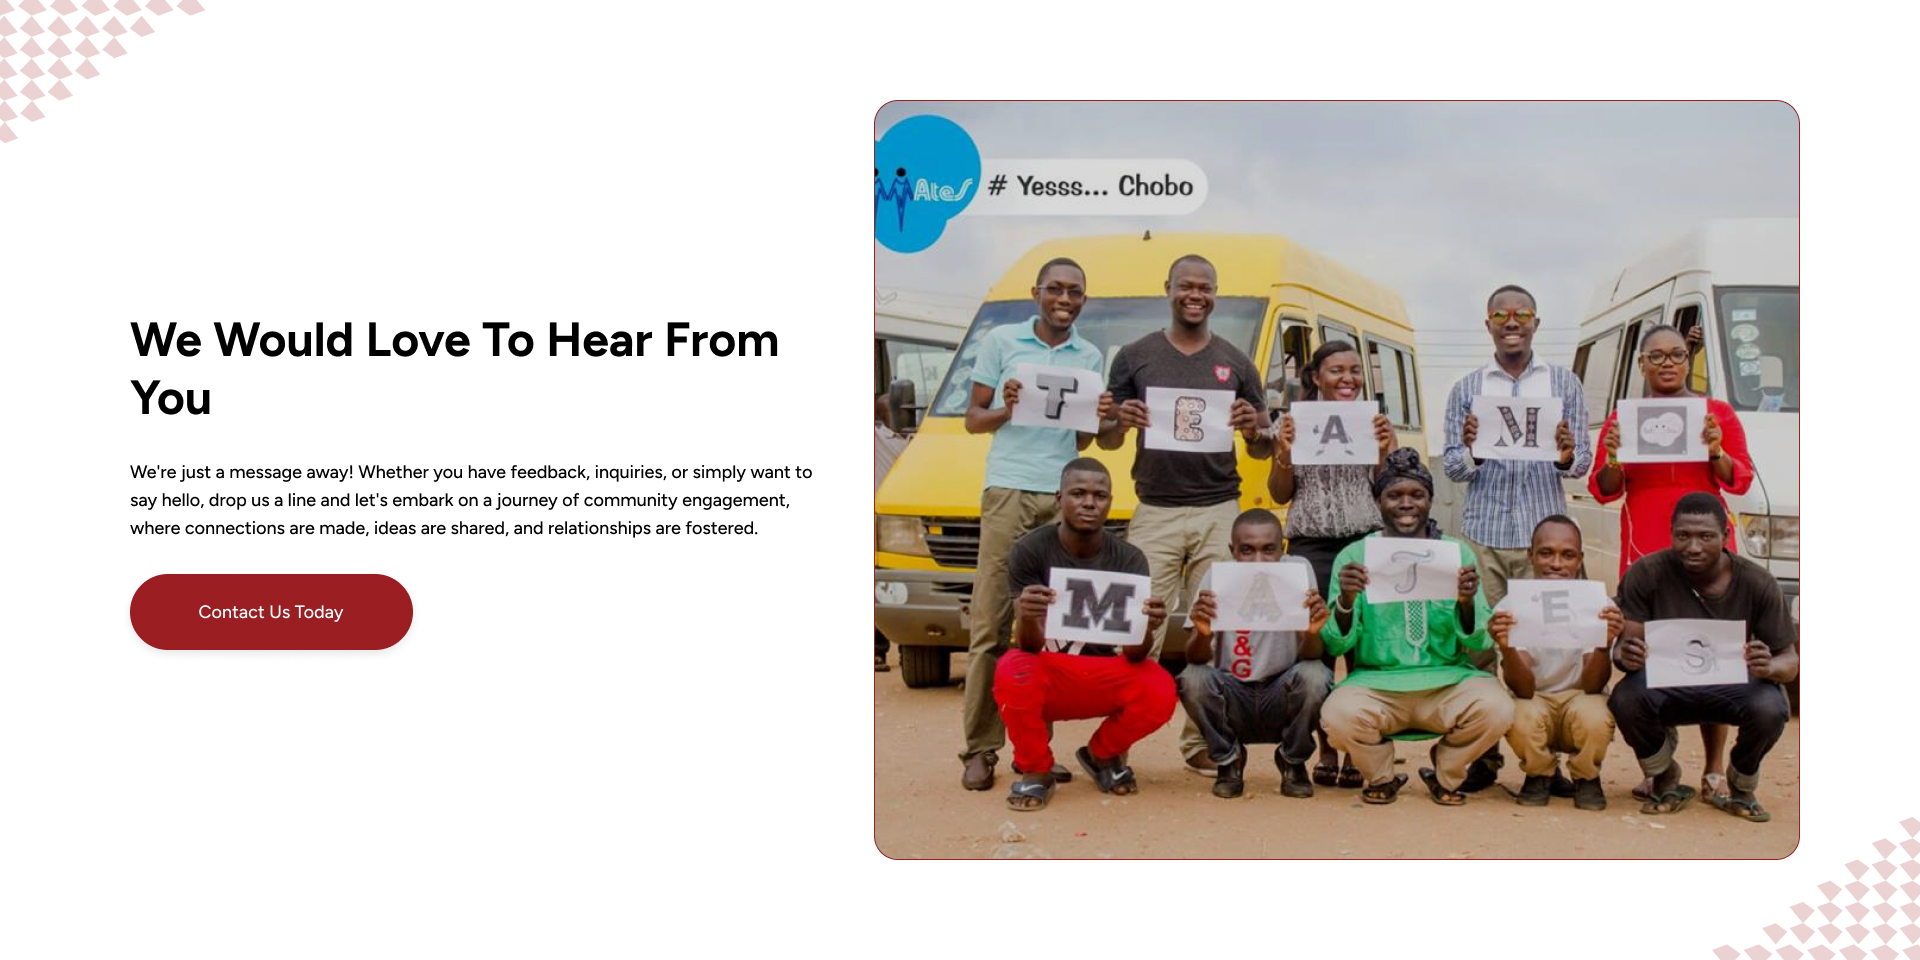 We Would Love To Hear From
You
We're just a message away! Whether you have feedback, inquiries, or simply want to
say hello, drop us a line and let's embark on a journey of community engagement,
where connections are made, ideas are shared, and relationships are fostered.
Contact Us Today
MAteS
# Yesss... Chobo
T E A M
M A T E S
&
G